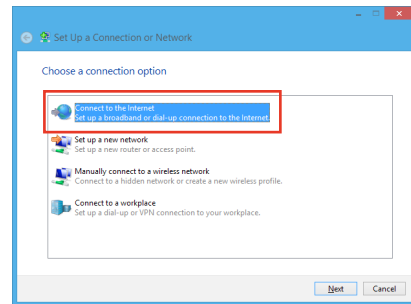 Set Up a Connection or Network
Choose a connection option
Connect to the Internet
Set up a broadband or dial-up connection to the Internet.
Set up a new network
Set up a new router or access point.
Manually connect to a wireless network
Connect to a hidden network or create a new wireless profile.
Connect to a workplace
Set up a dial-up or VPN connection to your workplace.
Next Cancel